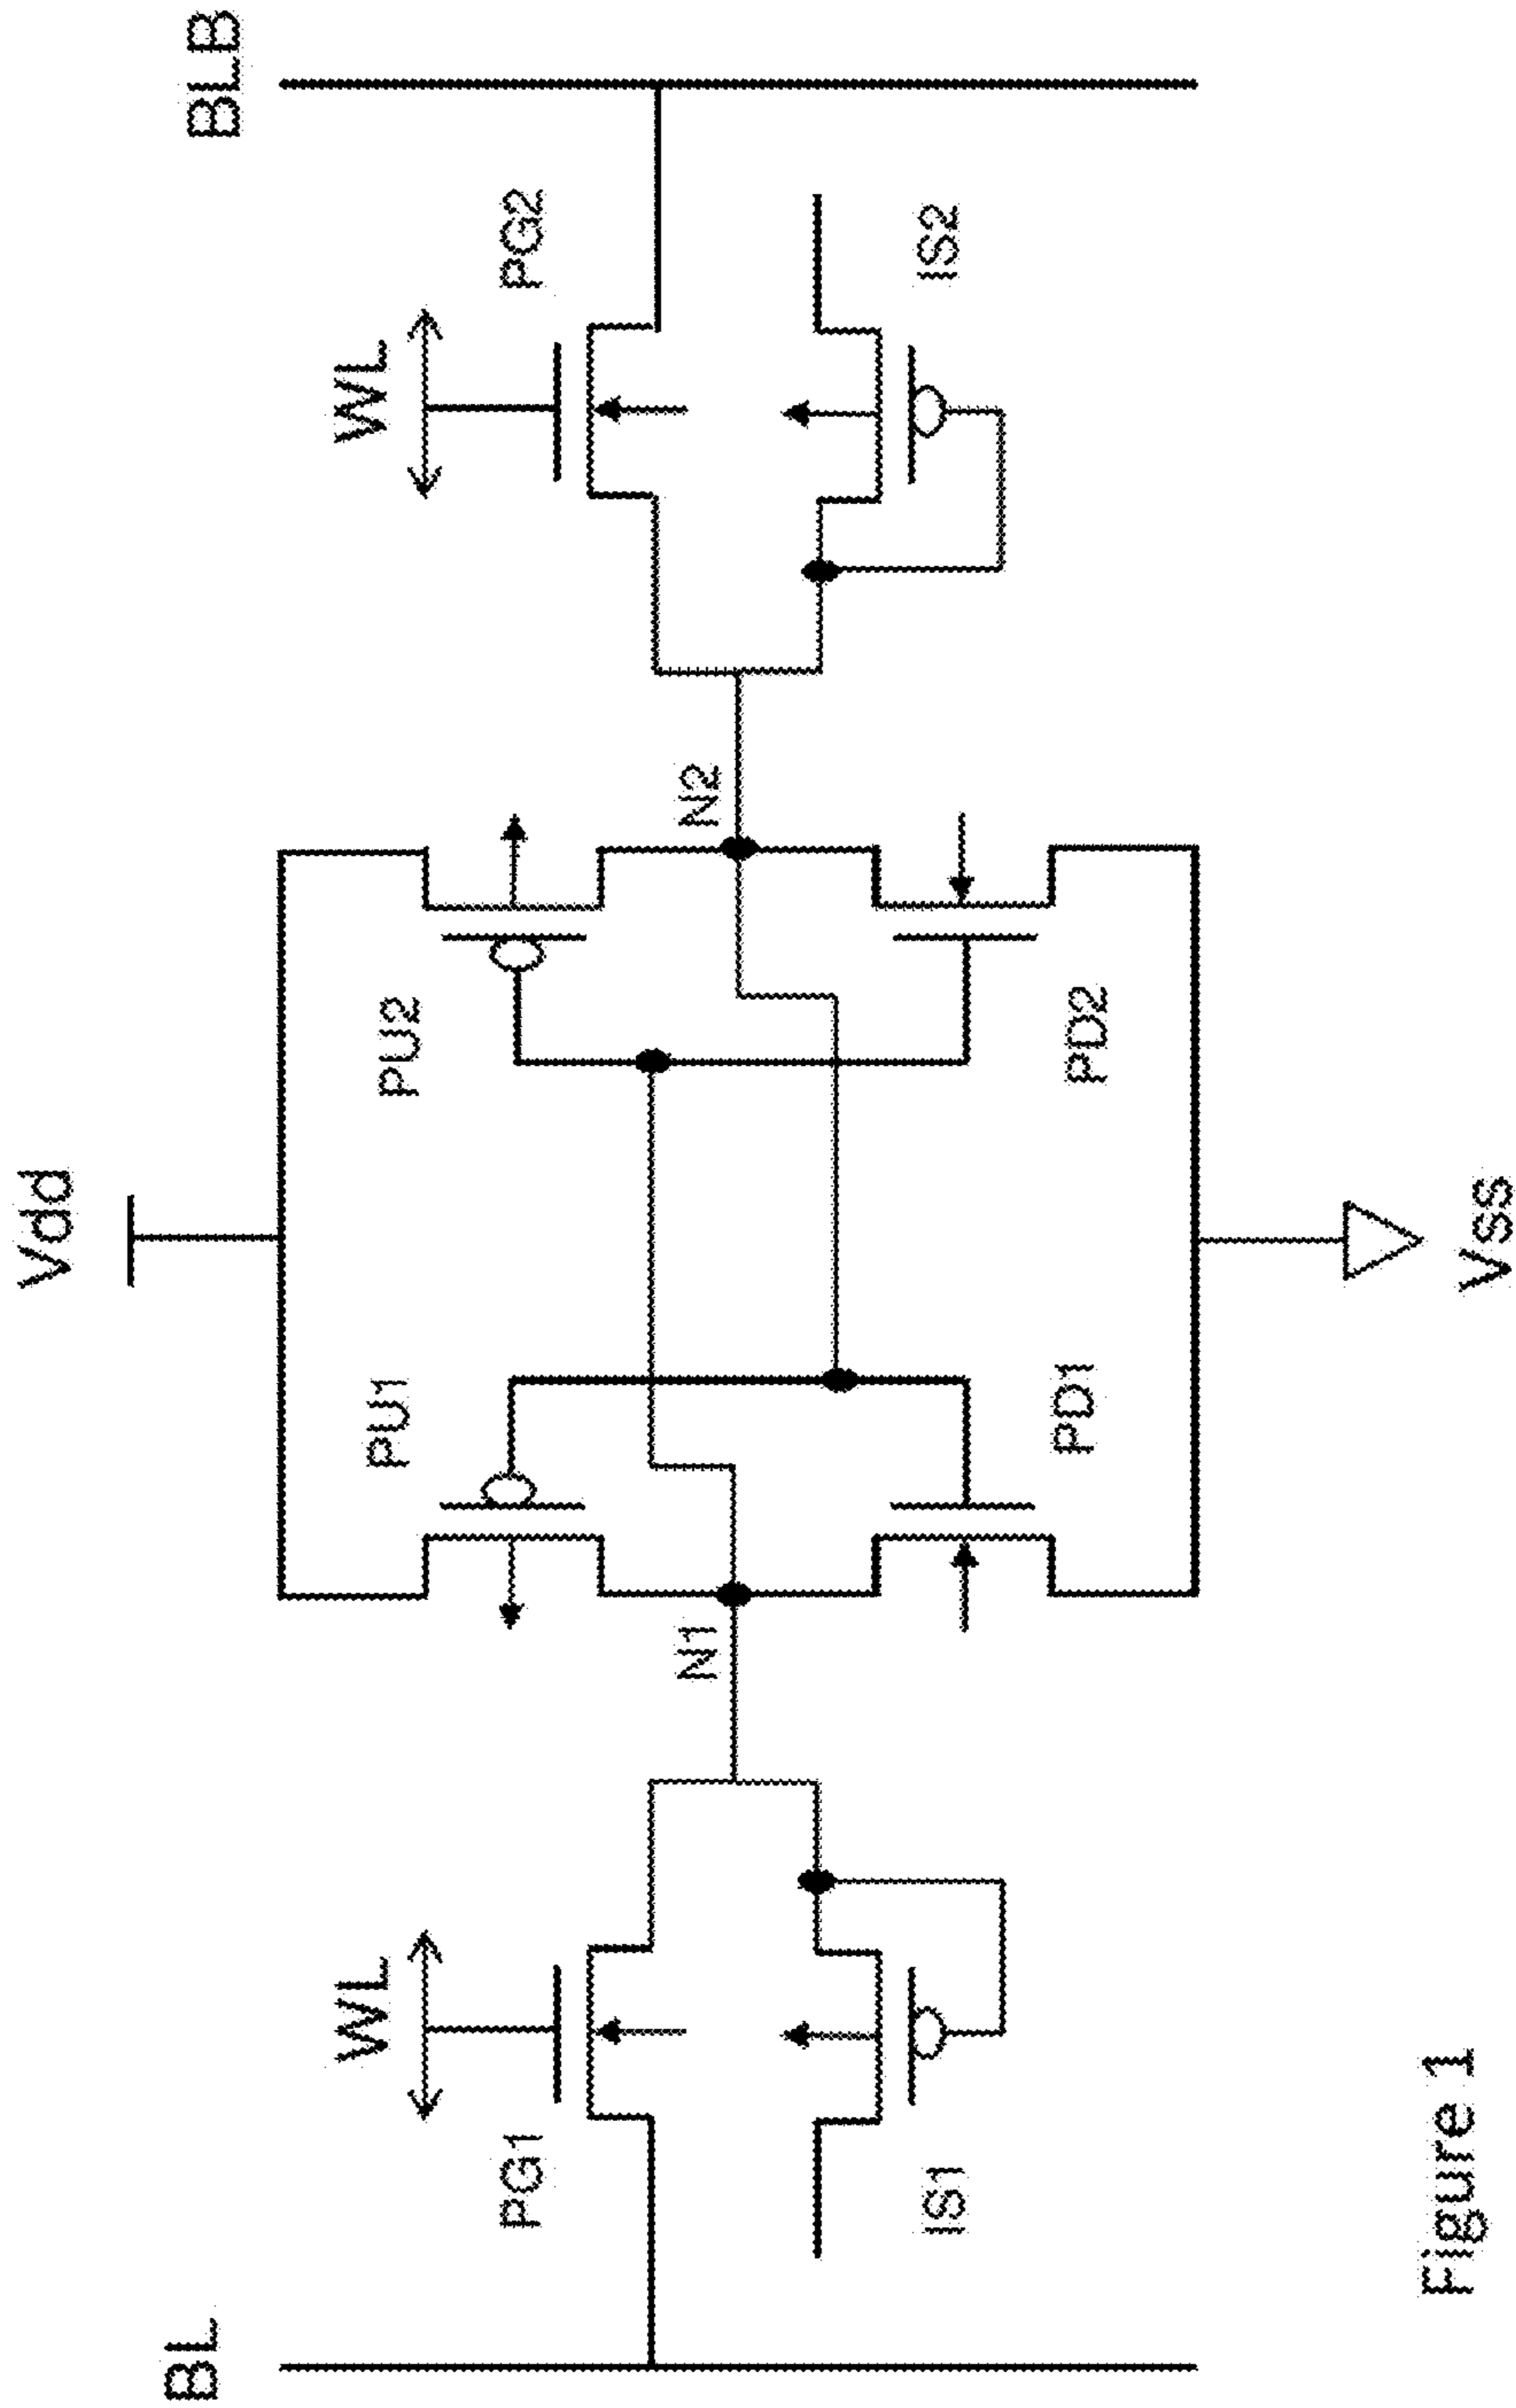 Vdd
BL
BLB
WL
WL
PU1
PU2
PG1
PG2
N1
N2
IS1
IS2
PD1
PD2
Vss
Figure 1